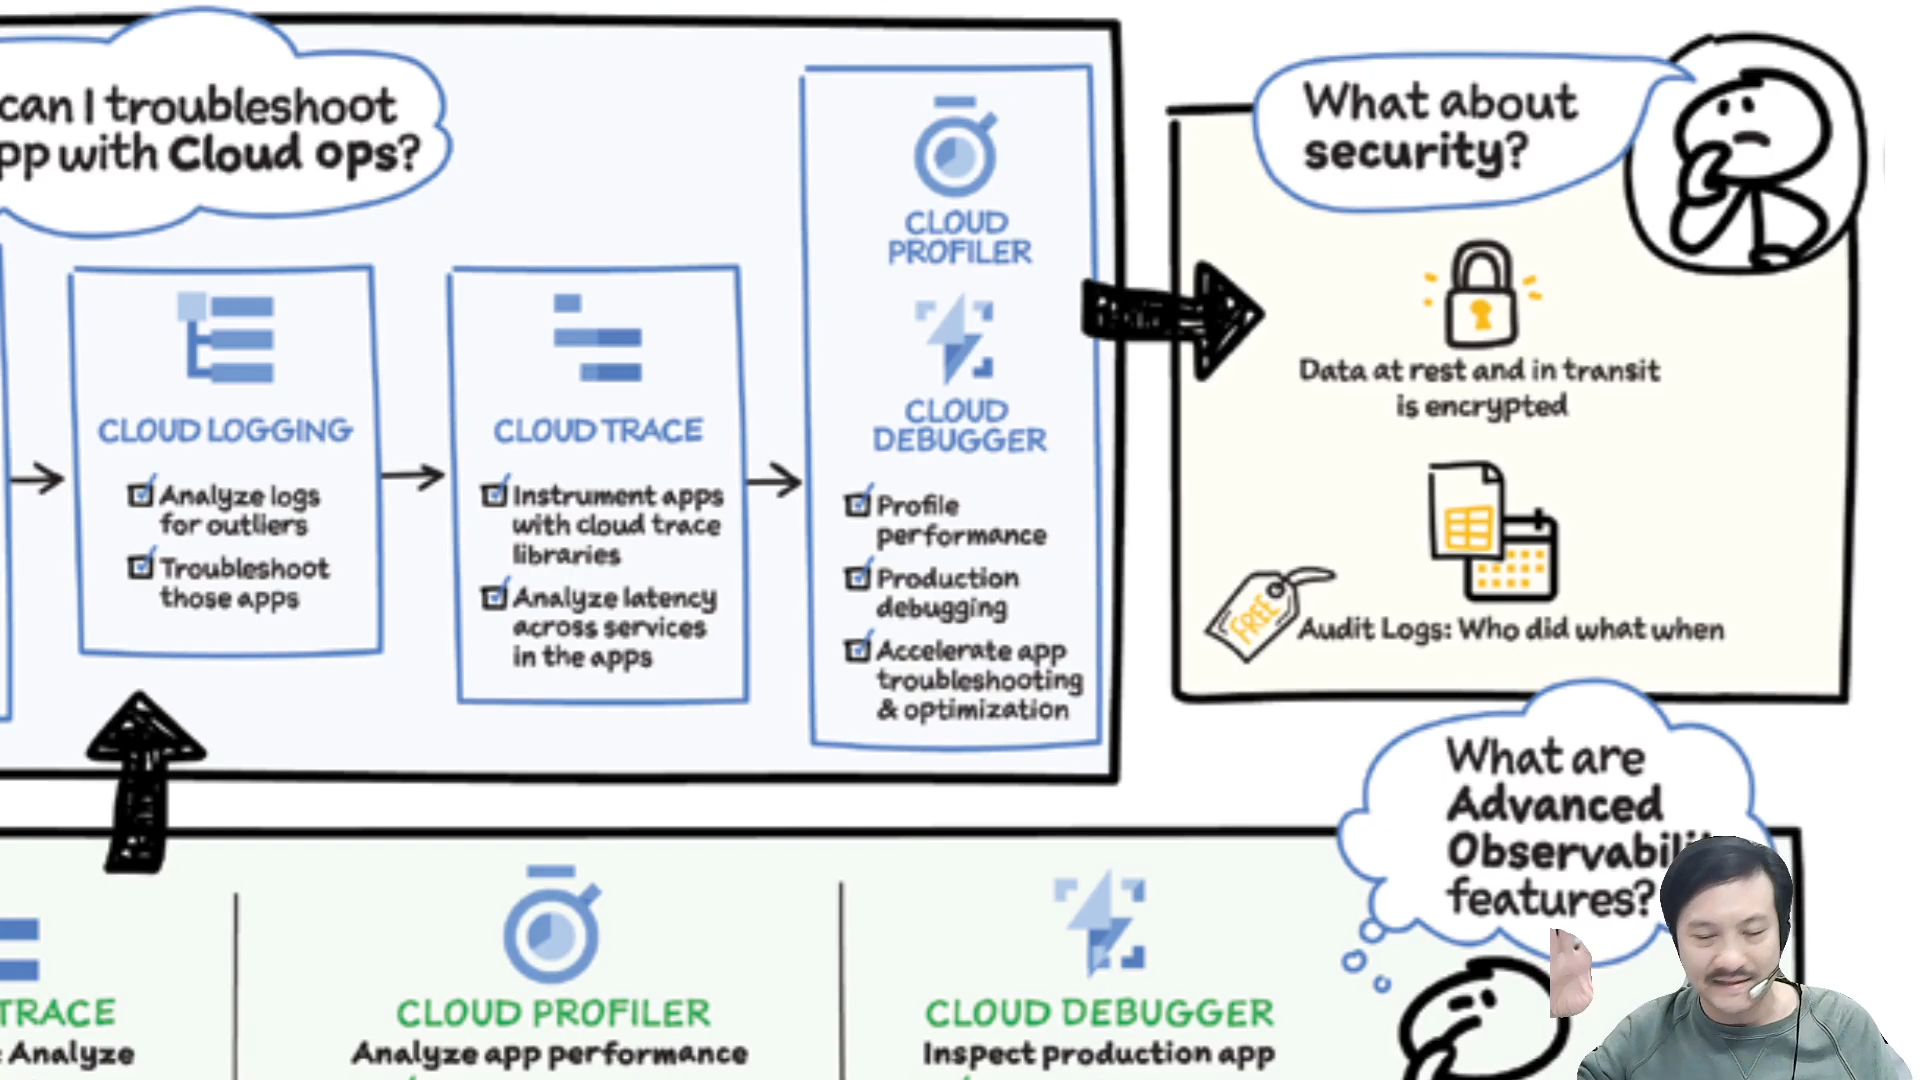 can I troubleshoot
pp with Cloud ops?
CLOUD LOGGING
Analyze logs
for outliers
Troubleshoot
those apps
CLOUD TRACE
Instrument apps
with cloud trace
libraries
Analyze latency
across services
in the apps
CLOUD
PROFILER
CLOUD
DEBUGGER
Profile
performance
Production
debugging
Accelerate app
troubleshooting
& optimization
What about
security?
Data at rest and in transit
is encrypted
FREE
Audit Logs: Who did what when
What are
Advanced
Observabili
features?
TRACE
: Analyze
CLOUD PROFILER
Analyze app performance
CLOUD DEBUGGER
Inspect production app